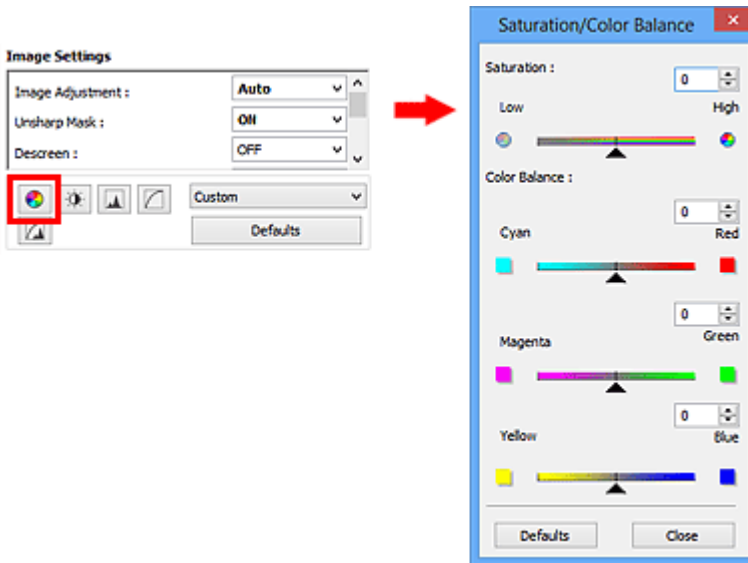 Image Settings
Image Adjustment : Auto
Unsharp Mask : ON
Descreen : OFF
Custom
Defaults
Saturation/Color Balance
Saturation :
0
Low High
Color Balance :
0
Cyan Red
0
Magenta Green
0
Yellow Blue
Defaults Close